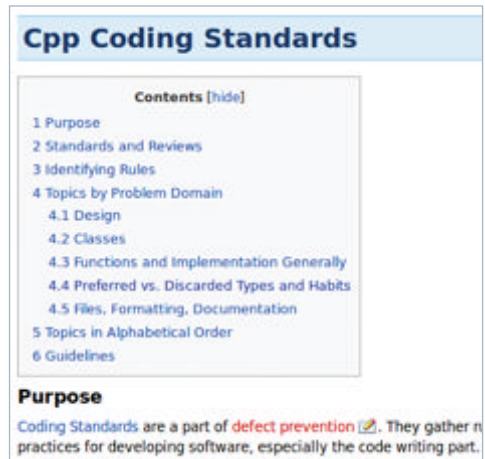 Cpp Coding Standards
Contents [hide]
1 Purpose
2 Standards and Reviews
3 Identifying Rules
4 Topics by Problem Domain
4.1 Design
4.2 Classes
4.3 Functions and Implementation Generally
4.4 Preferred vs. Discarded Types and Habits
4.5 Files, Formatting, Documentation
5 Topics in Alphabetical Order
6 Guidelines
Purpose
Coding Standards are a part of defect prevention. They gather
practices for developing software, especially the code writing part.